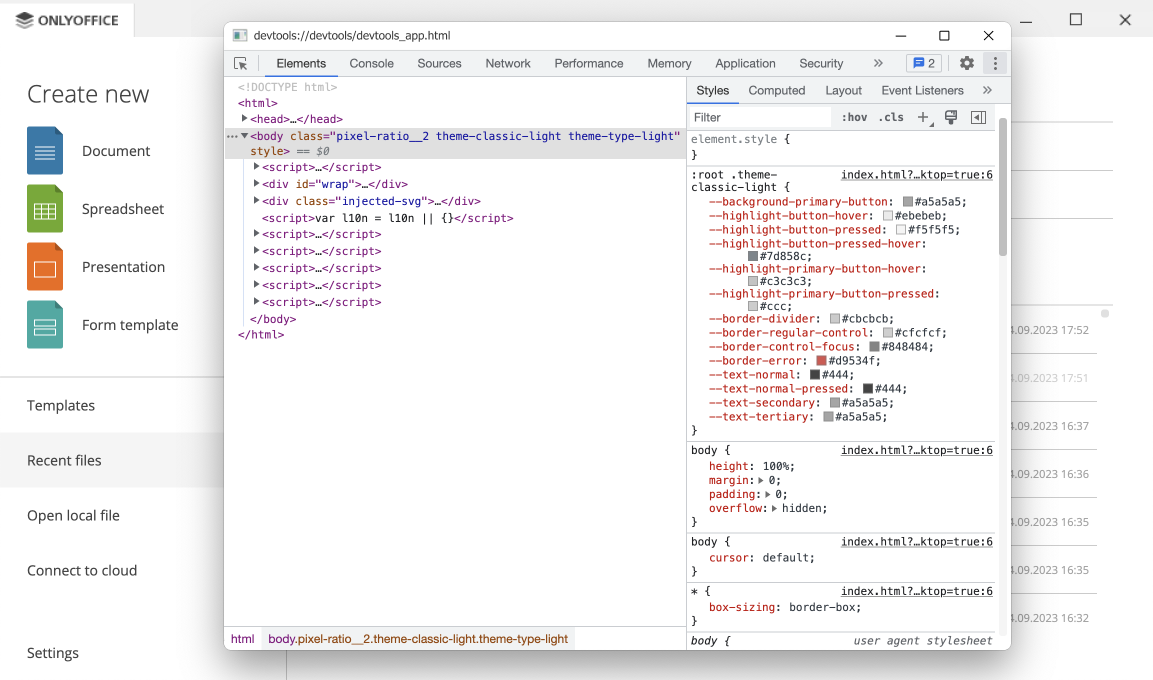 ONLYOFFICE
Create new
Document
Spreadsheet
Presentation
Form template
Templates
Recent files
Open local file
Connect to cloud
Settings
devtools://devtools/devtools_app.html
Elements Console Sources Network Performance Memory Application Security » 2
<!DOCTYPE html>
<html>
<head>…</head>
<body class="pixel-ratio__2 theme-classic-light theme-type-light"
style> == $0
<script>…</script>
<div id="wrap">…</div>
<div class="injected-svg">…</div>
<script>var l10n = l10n || {}</script>
<script>…</script>
<script>…</script>
<script>…</script>
<script>…</script>
<script>…</script>
</body>
</html>
html body.pixel-ratio__2.theme-classic-light.theme-type-light
Styles Computed Layout Event Listeners »
Filter :hov .cls +
element.style {
}
:root .theme- index.html?…ktop=true:6
classic-light {
--background-primary-button: #a5a5a5;
--highlight-button-hover: #ebebeb;
--highlight-button-pressed: #f5f5f5;
--highlight-button-pressed-hover:
#7d858c;
--highlight-primary-button-hover:
#c3c3c3;
--highlight-primary-button-pressed:
#ccc;
--border-divider: #cbcbcb;
--border-regular-control: #cfcfcf;
--border-control-focus: #848484;
--border-error: #d9534f;
--text-normal: #444;
--text-normal-pressed: #444;
--text-secondary: #a5a5a5;
--text-tertiary: #a5a5a5;
}
body { index.html?…ktop=true:6
height: 100%;
margin: 0;
padding: 0;
overflow: hidden;
}
body { index.html?…ktop=true:6
cursor: default;
}
* { index.html?…ktop=true:6
box-sizing: border-box;
}
body { user agent stylesheet
4.09.2023 17:52
4.09.2023 17:51
4.09.2023 16:37
4.09.2023 16:36
4.09.2023 16:35
4.09.2023 16:35
4.09.2023 16:32